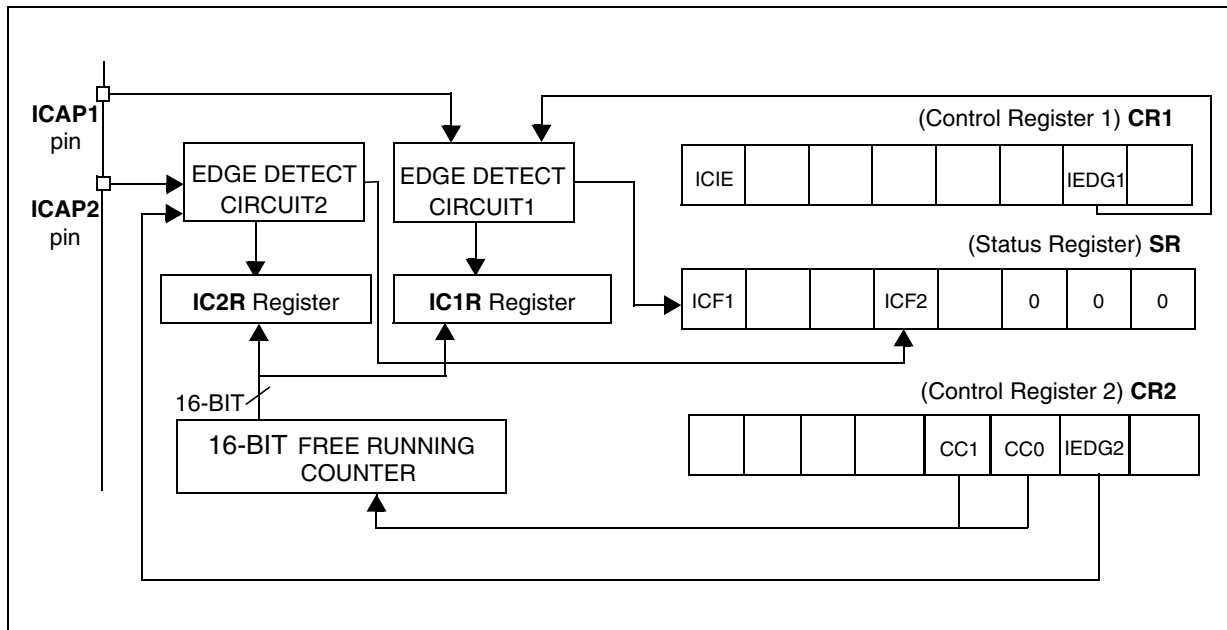 ICAP1
pin
ICAP2
pin
EDGE DETECT
CIRCUIT2
EDGE DETECT
CIRCUIT1
IC2R Register
IC1R Register
16-BIT
16-BIT FREE RUNNING
COUNTER
(Control Register 1) CR1
ICIE IEDG1
(Status Register) SR
ICF1 ICF2 0 0 0
(Control Register 2) CR2
CC1 CC0 IEDG2